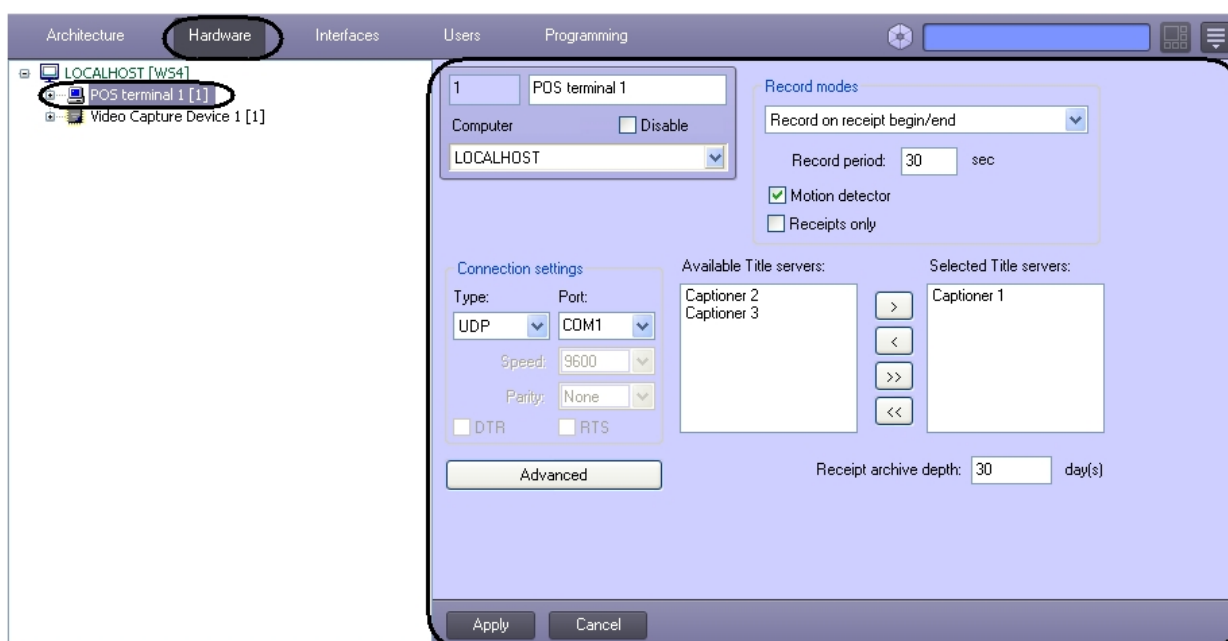 Architecture Hardware Interfaces Users Programming
LOCALHOST [WS4]
POS terminal 1 [1]
Video Capture Device 1 [1]
1 POS terminal 1
Computer Disable
LOCALHOST
Record modes
Record on receipt begin/end
Record period: 30 sec
Motion detector
Receipts only
Connection settings
Type: Port:
UDP COM1
Speed: 9600
Parity: None
DTR RTS
Advanced
Available Title servers:
Captioner 2
Captioner 3
>
<
>>
<<
Selected Title servers:
Captioner 1
Receipt archive depth: 30 day(s)
Apply Cancel